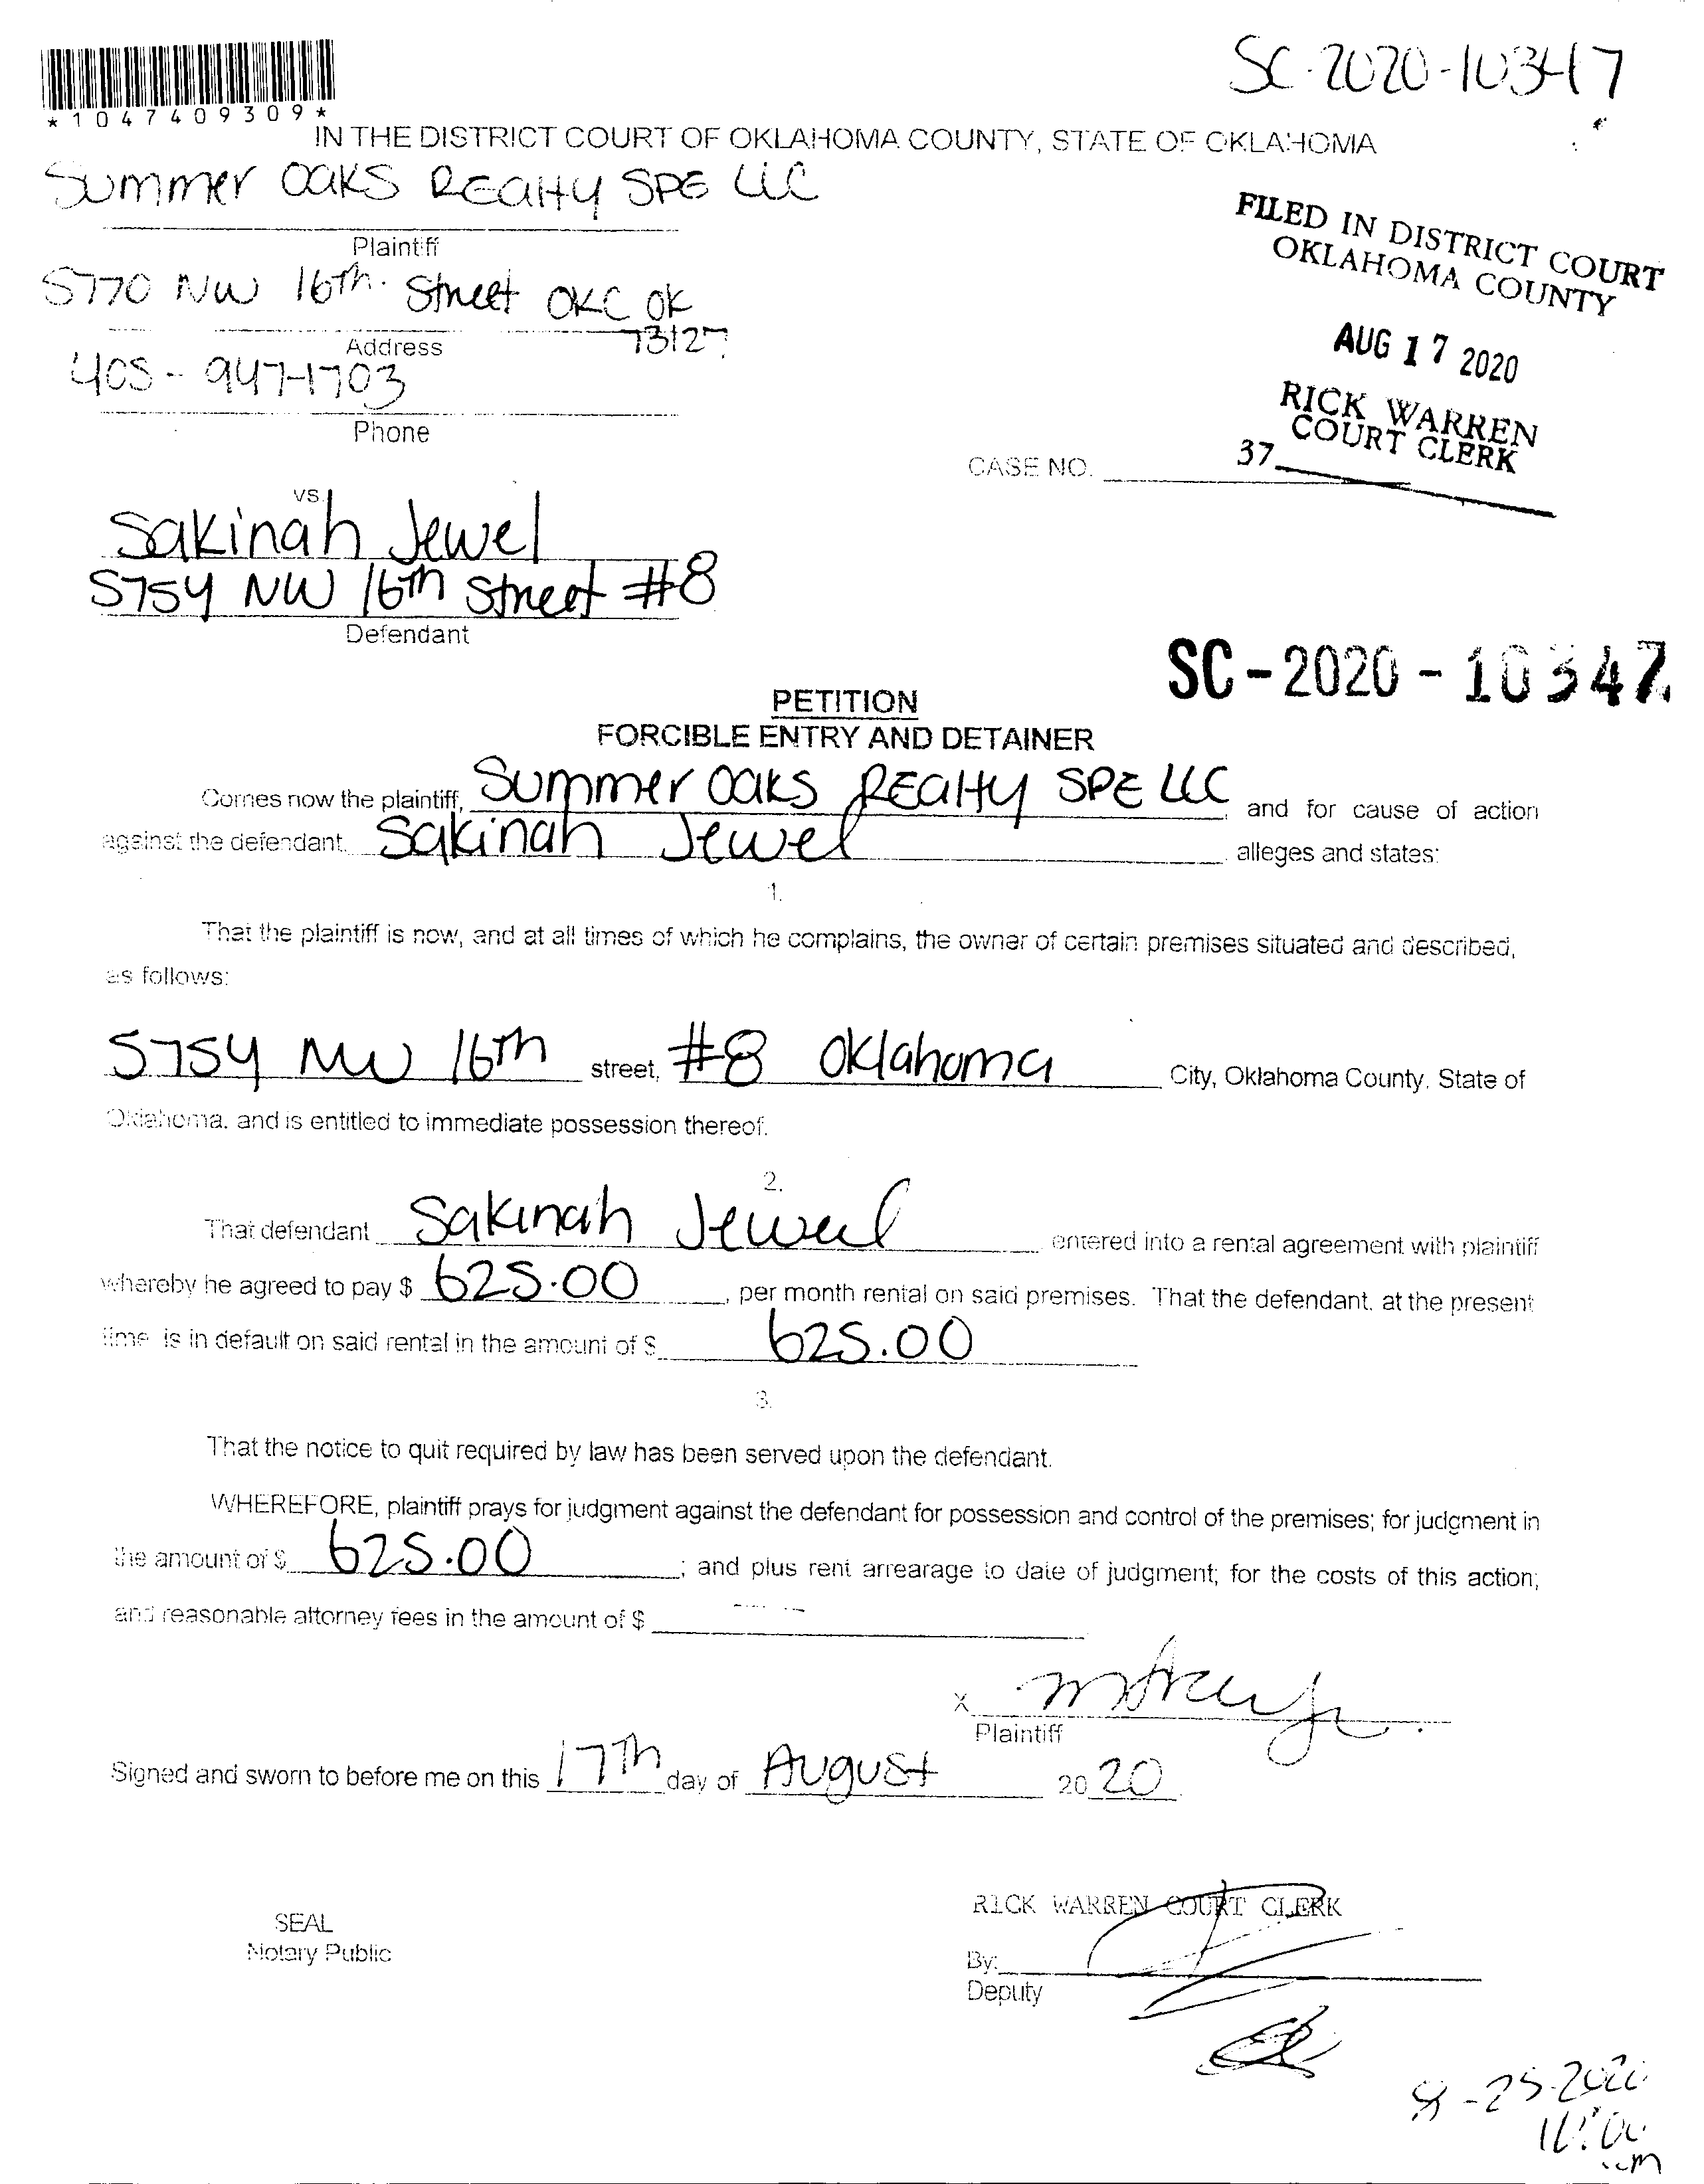 SC-2020-10347
*1047409309*
IN THE DISTRICT COURT OF OKLAHOMA COUNTY, STATE OF OKLAHOMA
Summer Oaks Realty SPE LLC
Plaintiff
FILED IN DISTRICT COURT
OKLAHOMA COUNTY
5770 NW 16th. Street OKC OK
73127
Address
AUG 17 2020
405-947-1703
Phone
RICK WARREN
COURT CLERK
37
CASE NO.
vs.
Sakinah Jewel
5754 NW 16th Street #8
Defendant
SC-2020-10347
PETITION
FORCIBLE ENTRY AND DETAINER
Comes now the plaintiff, Summer Oaks Realty SPE LLC, and for cause of action
against the defendant, Sakinah Jewel alleges and states:
1.
That the plaintiff is now, and at all times of which he complains, the owner of certain premises situated and described,
as follows:
5754 NW 16th street, #8 Oklahoma City, Oklahoma County, State of
Oklahoma, and is entitled to immediate possession thereof.
2.
That defendant Sakinah Jewel entered into a rental agreement with plaintiff
whereby he agreed to pay $ 625.00, per month rental on said premises. That the defendant, at the present
time is in default on said rental in the amount of $ 625.00
3.
That the notice to quit required by law has been served upon the defendant.
WHEREFORE, plaintiff prays for judgment against the defendant for possession and control of the premises; for judgment in
the amount of $ 625.00; and plus rent arrearage to date of judgment; for the costs of this action;
and reasonable attorney fees in the amount of $
X
Plaintiff
Signed and sworn to before me on this 17th day of August 2020
RICK WARREN COURT CLERK
SEAL
Notary Public
By:
Deputy
8-25-2020